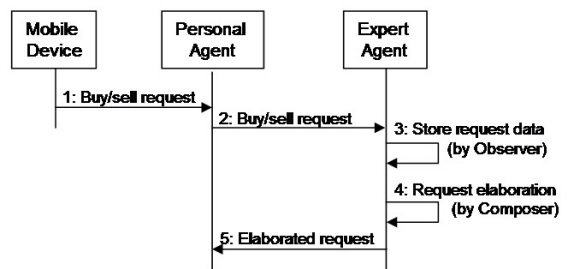 Mobile
Device
Personal
Agent
Expert
Agent
1: Buy/sell request
2: Buy/sell request
3: Store request data
(by Observer)
4: Request elaboration
(by Composer)
5: Elaborated request